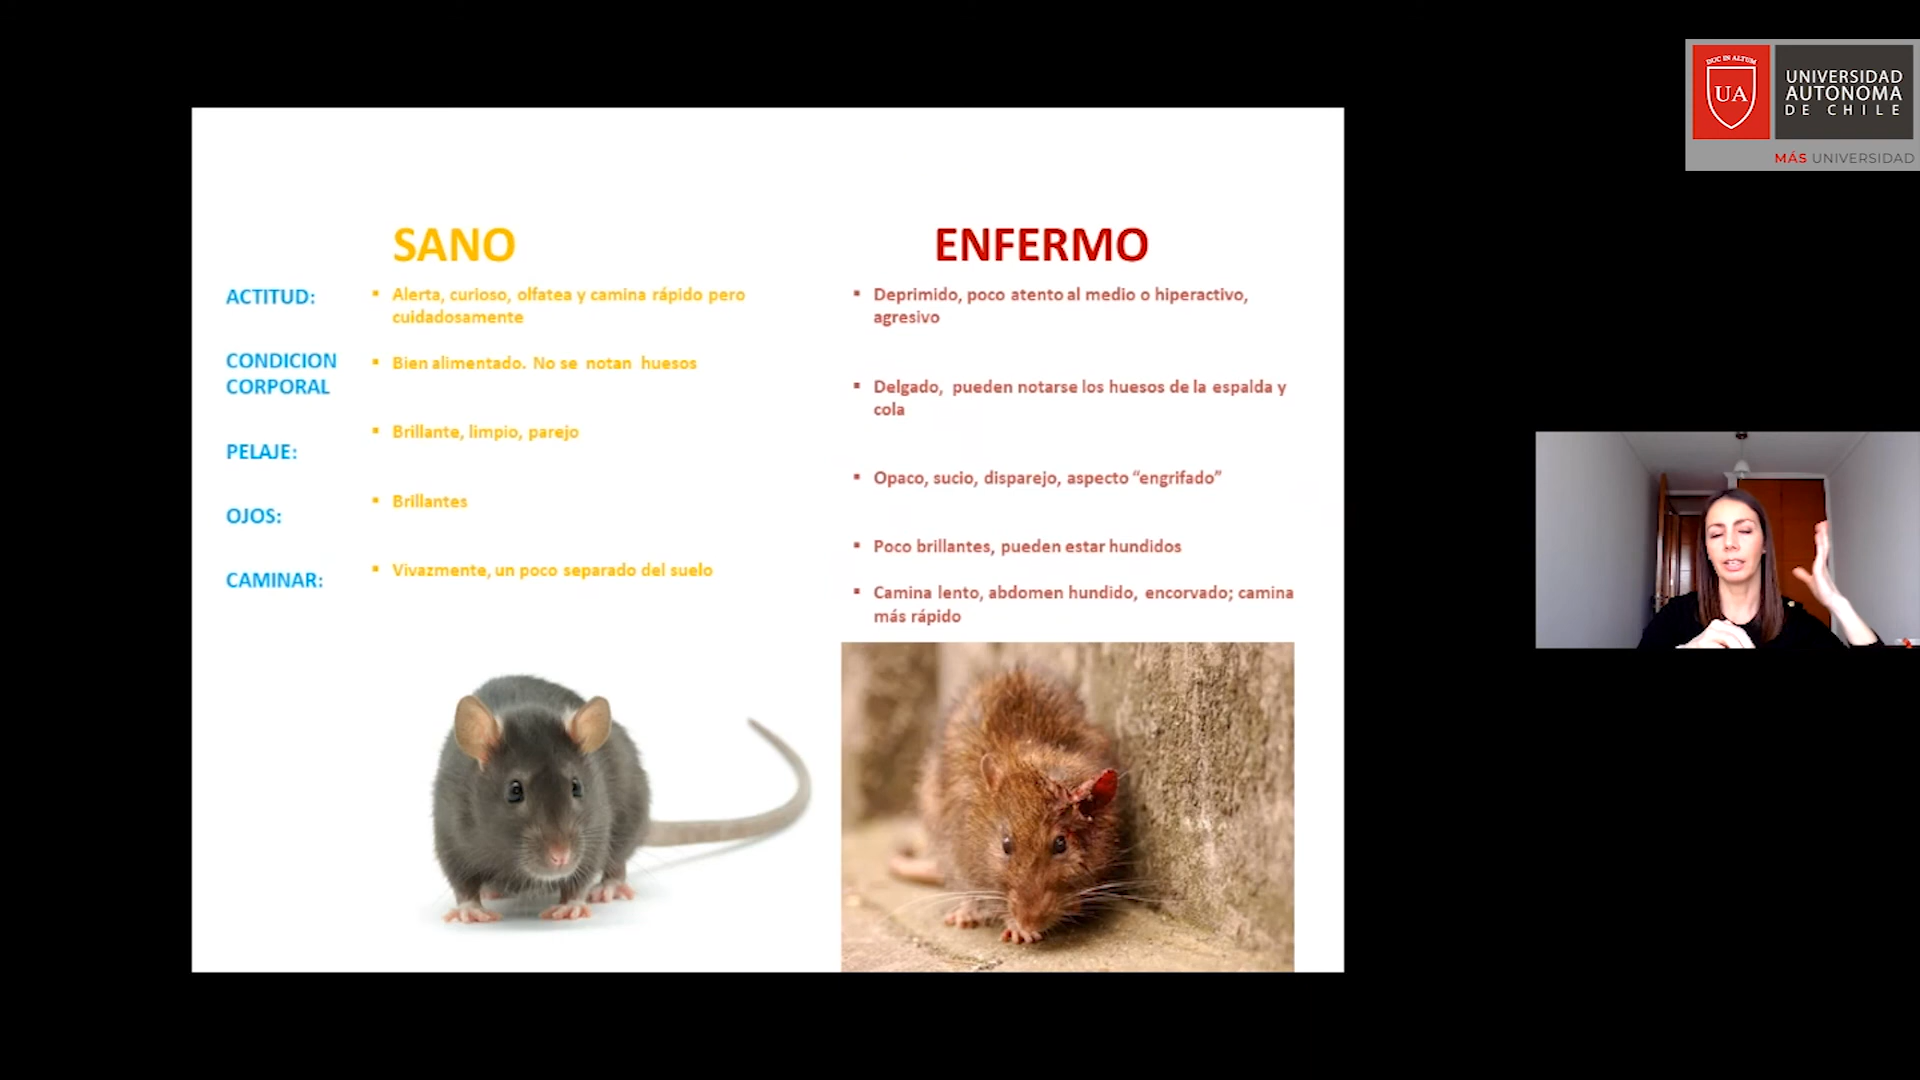 DUC IN ALTUM
UA
UNIVERSIDAD
AUTONOMA
DE CHILE
MÁS UNIVERSIDAD
SANO
ENFERMO
ACTITUD:
▪ Alerta, curioso, olfatea y camina rápido pero
cuidadosamente
▪ Deprimido, poco atento al medio o hiperactivo,
agresivo
CONDICION
CORPORAL
▪ Bien alimentado. No se notan huesos
▪ Delgado, pueden notarse los huesos de la espalda y
cola
PELAJE:
▪ Brillante, limpio, parejo
▪ Opaco, sucio, disparejo, aspecto “engrifado”
OJOS:
▪ Brillantes
▪ Poco brillantes, pueden estar hundidos
CAMINAR:
▪ Vivazmente, un poco separado del suelo
▪ Camina lento, abdomen hundido, encorvado; camina
más rápido